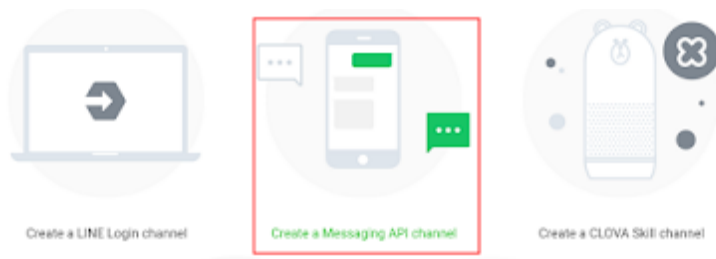 Create a LINE Login channel
Create a Messaging API channel
Create a CLOVA Skill channel